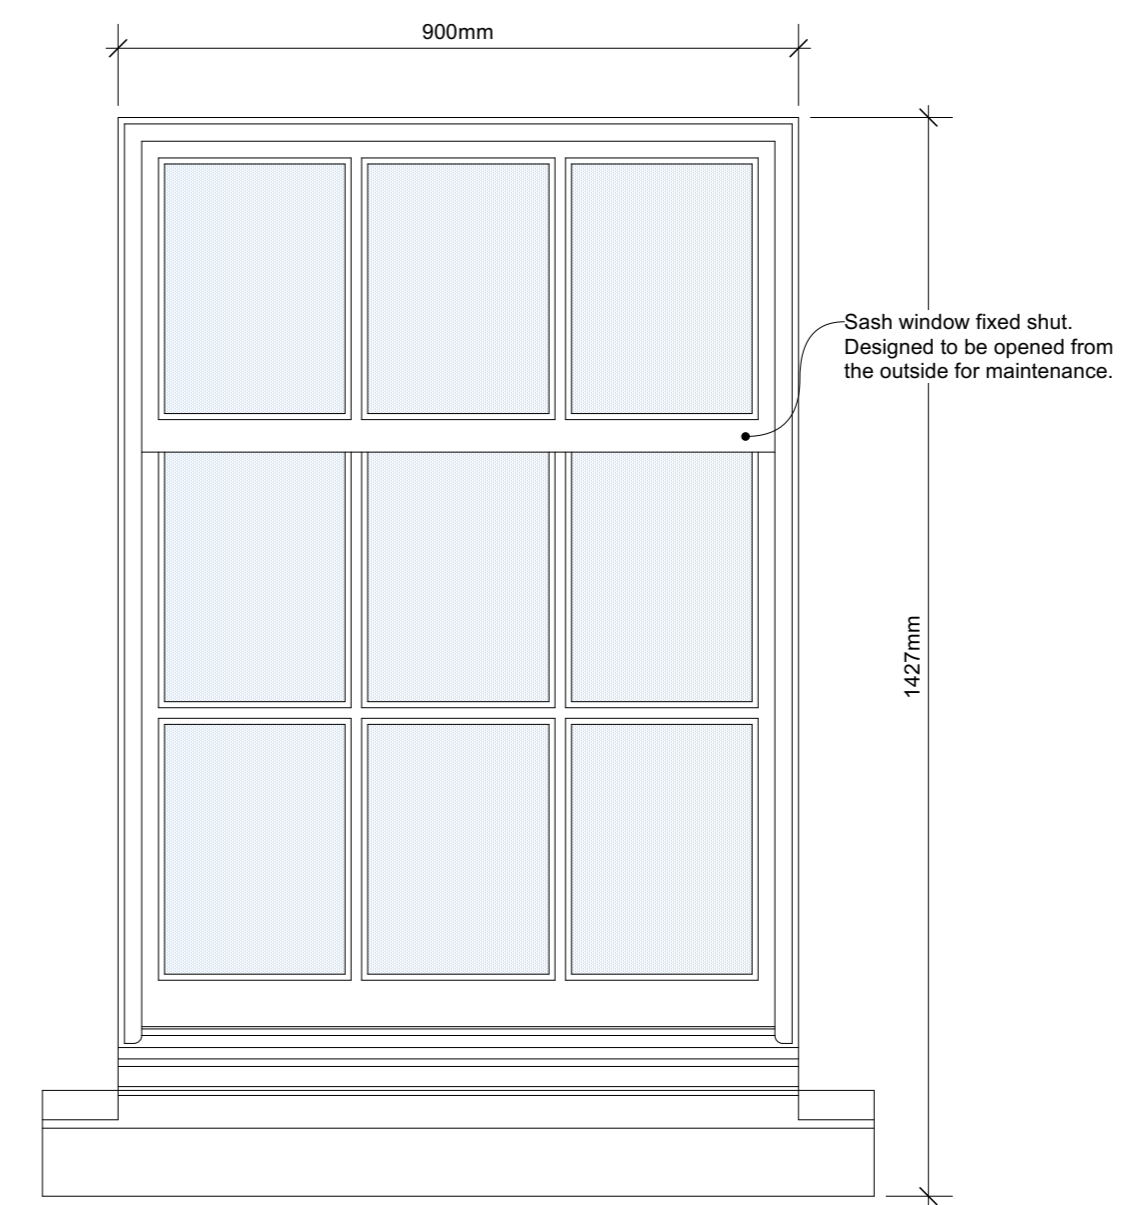 900mm
Sash window fixed shut.
Designed to be opened from
the outside for maintenance.
1427mm